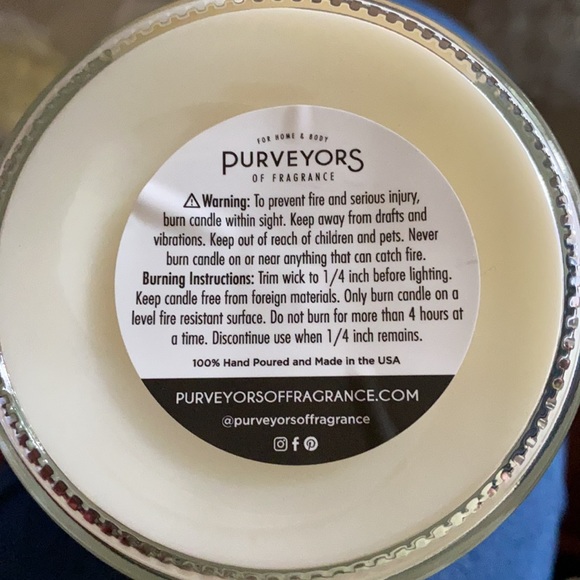 FOR HOME & BODY
PURVEYORS
OF FRAGRANCE
⚠Warning: To prevent fire and serious injury,
burn candle within sight. Keep away from drafts and
vibrations. Keep out of reach of children and pets. Never
burn candle on or near anything that can catch fire.
Burning Instructions: Trim wick to 1/4 inch before lighting.
Keep candle free from foreign materials. Only burn candle on a
level fire resistant surface. Do not burn for more than 4 hours at
a time. Discontinue use when 1/4 inch remains.
100% Hand Poured and Made in the USA
PURVEYORSOFFRAGRANCE.COM
@purveyorsoffragrance